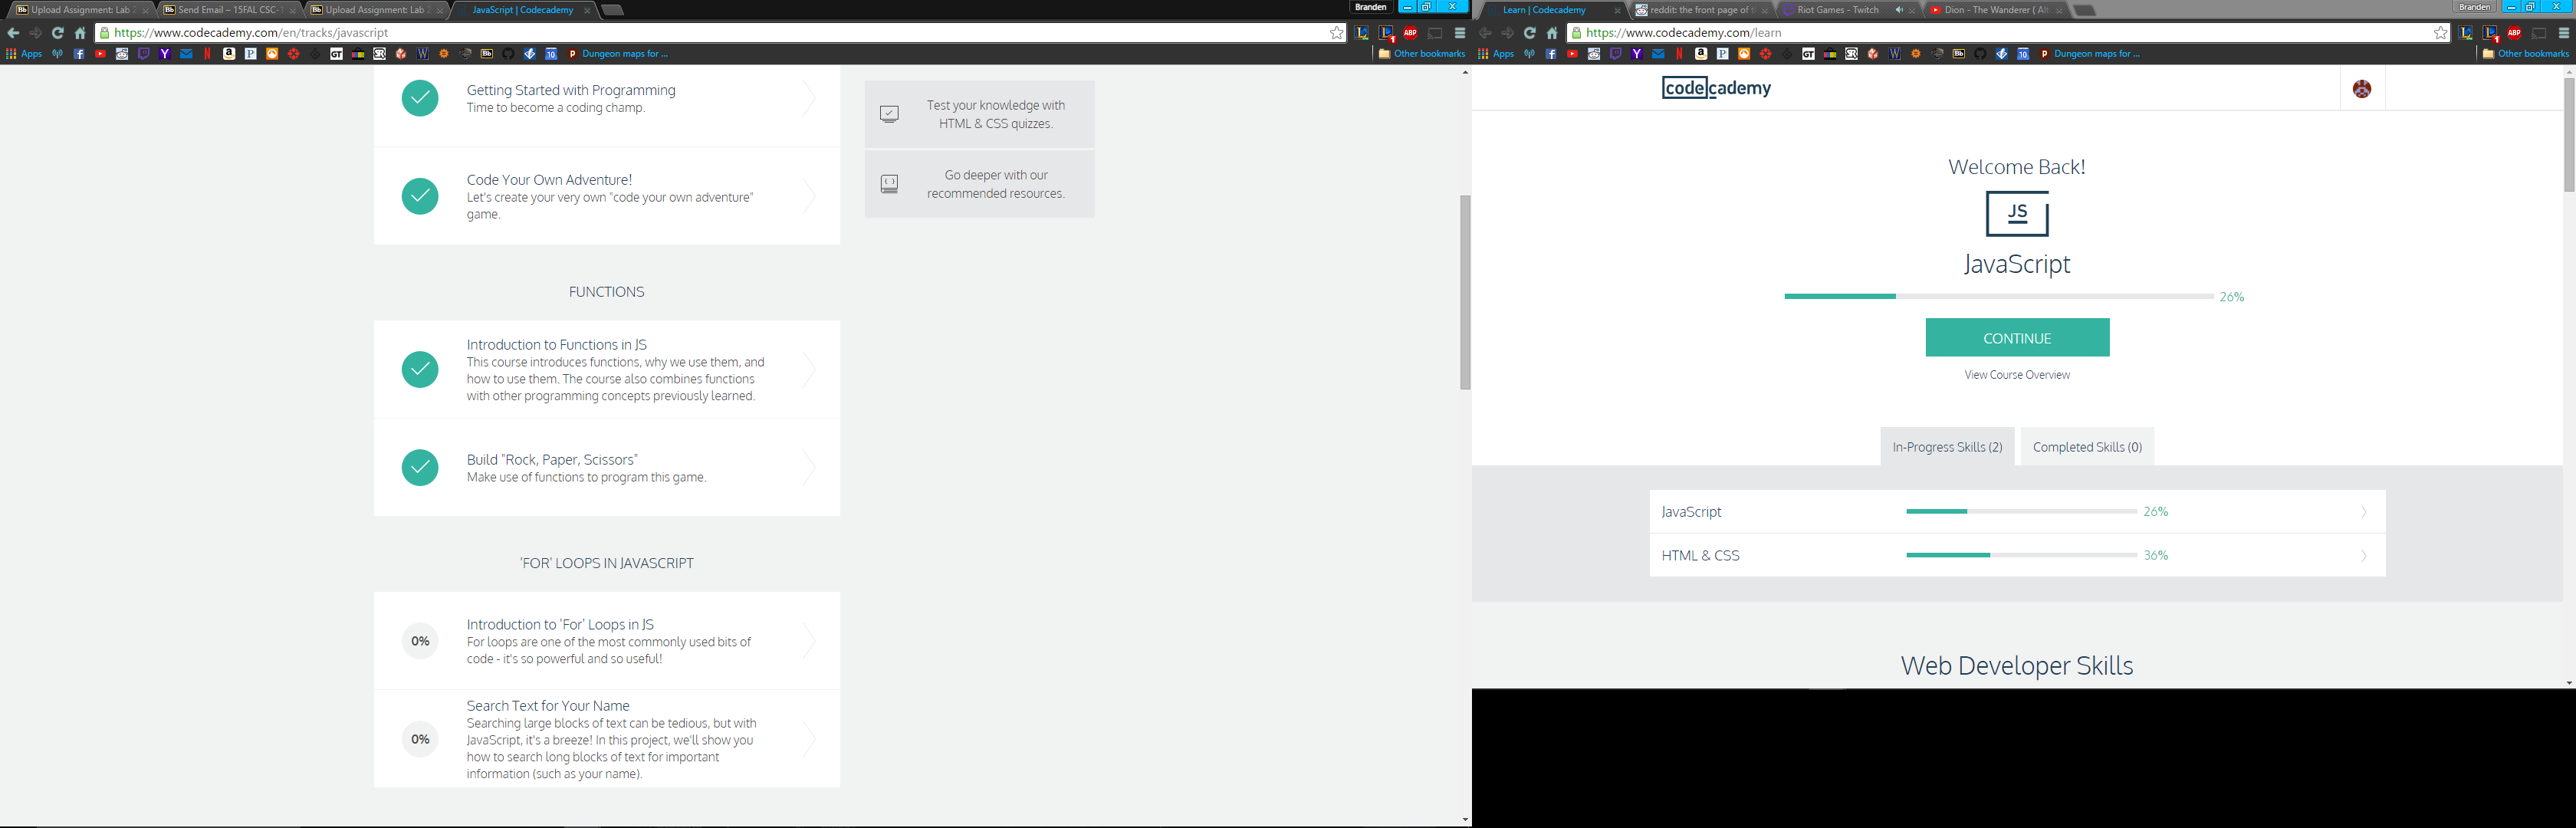 Upload Assignment: Lab
Send Email – 15FAL CSC-
Upload Assignment: Lab
JavaScript | Codecademy
Branden
https://www.codecademy.com/en/tracks/javascript
Apps
Dungeon maps for ...
Other bookmarks
Getting Started with Programming
Time to become a coding champ.
Code Your Own Adventure!
Let's create your very own "code your own adventure"
game.
Test your knowledge with
HTML & CSS quizzes.
Go deeper with our
recommended resources.
FUNCTIONS
Introduction to Functions in JS
This course introduces functions, why we use them, and
how to use them. The course also combines functions
with other programming concepts previously learned.
Build "Rock, Paper, Scissors"
Make use of functions to program this game.
'FOR' LOOPS IN JAVASCRIPT
0%
Introduction to 'For' Loops in JS
For loops are one of the most commonly used bits of
code - it's so powerful and so useful!
0%
Search Text for Your Name
Searching large blocks of text can be tedious, but with
JavaScript, it's a breeze! In this project, we'll show you
how to search long blocks of text for important
information (such as your name).
Learn | Codecademy
reddit: the front page of
Riot Games - Twitch
Dion - The Wanderer (
Branden
https://www.codecademy.com/learn
Apps
Dungeon maps for ...
Other bookmarks
codecademy
Welcome Back!
JS
JavaScript
26%
CONTINUE
View Course Overview
In-Progress Skills (2)
Completed Skills (0)
JavaScript 26%
HTML & CSS 36%
Web Developer Skills